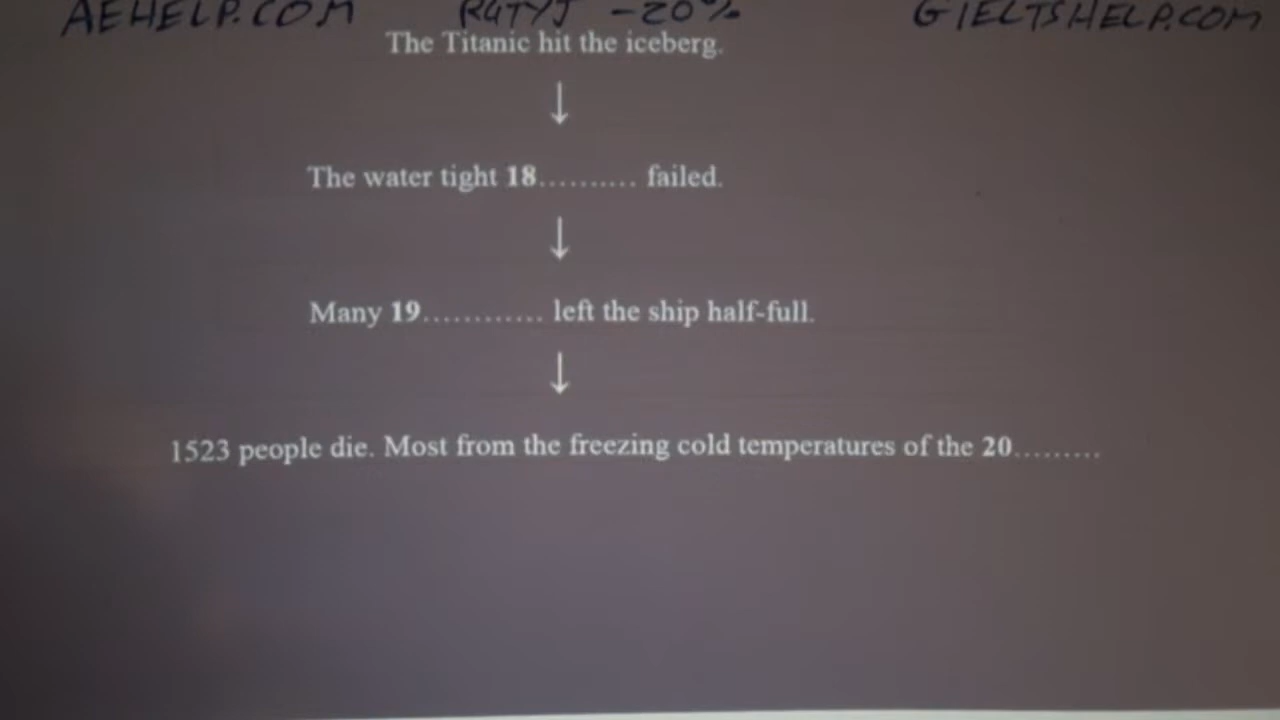 AEHELP.COM R4TYJ -20% GIELTSHELP.COM
The Titanic hit the iceberg.
↓
The water tight 18.......... failed.
↓
Many 19............ left the ship half-full.
↓
1523 people die. Most from the freezing cold temperatures of the 20.........